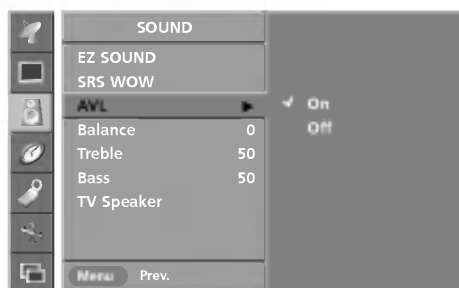 SOUND
EZ SOUND
SRS WOW
AVL
Balance 0
Treble 50
Bass 50
TV Speaker
Menu Prev.
On
Off